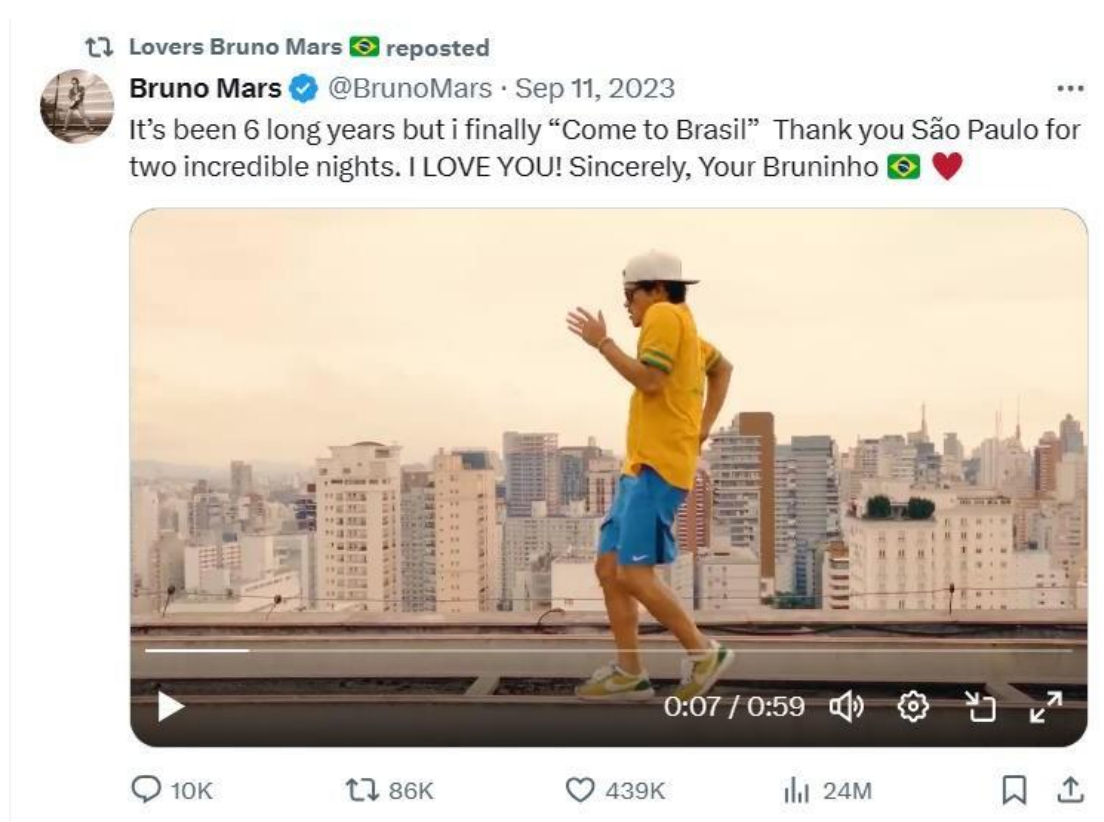 Lovers Bruno Mars 🇧🇷 reposted
Bruno Mars @BrunoMars · Sep 11, 2023
It’s been 6 long years but i finally “Come to Brasil” Thank you São Paulo for
two incredible nights. I LOVE YOU! Sincerely, Your Bruninho 🇧🇷 ♥
0:07 / 0:59
10K 86K 439K 24M